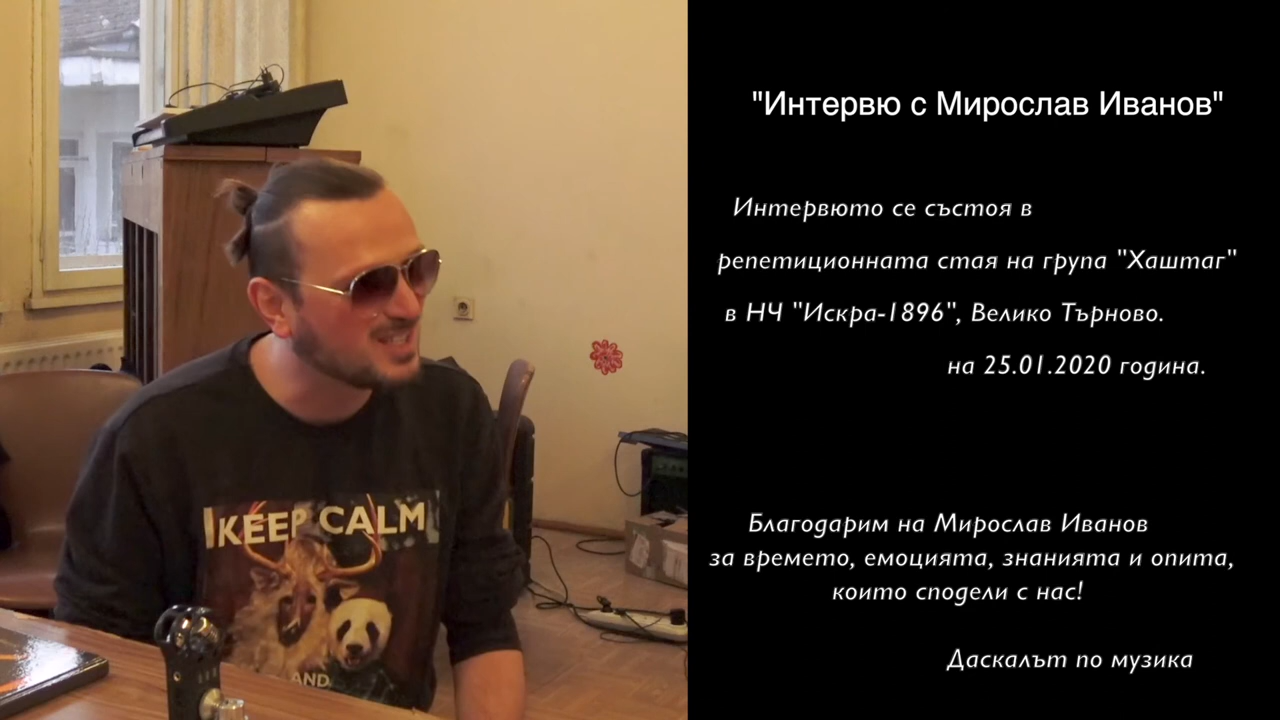 "Интервю с Мирослав Иванов"
Интервюто се състоя в
репетиционната стая на група "Хаштаг"
в НЧ "Искра-1896", Велико Търново.
на 25.01.2020 година.
Благодарим на Мирослав Иванов
за времето, емоцията, знанията и опита,
които сподели с нас!
Даскалът по музика
KEEP CALM
AND